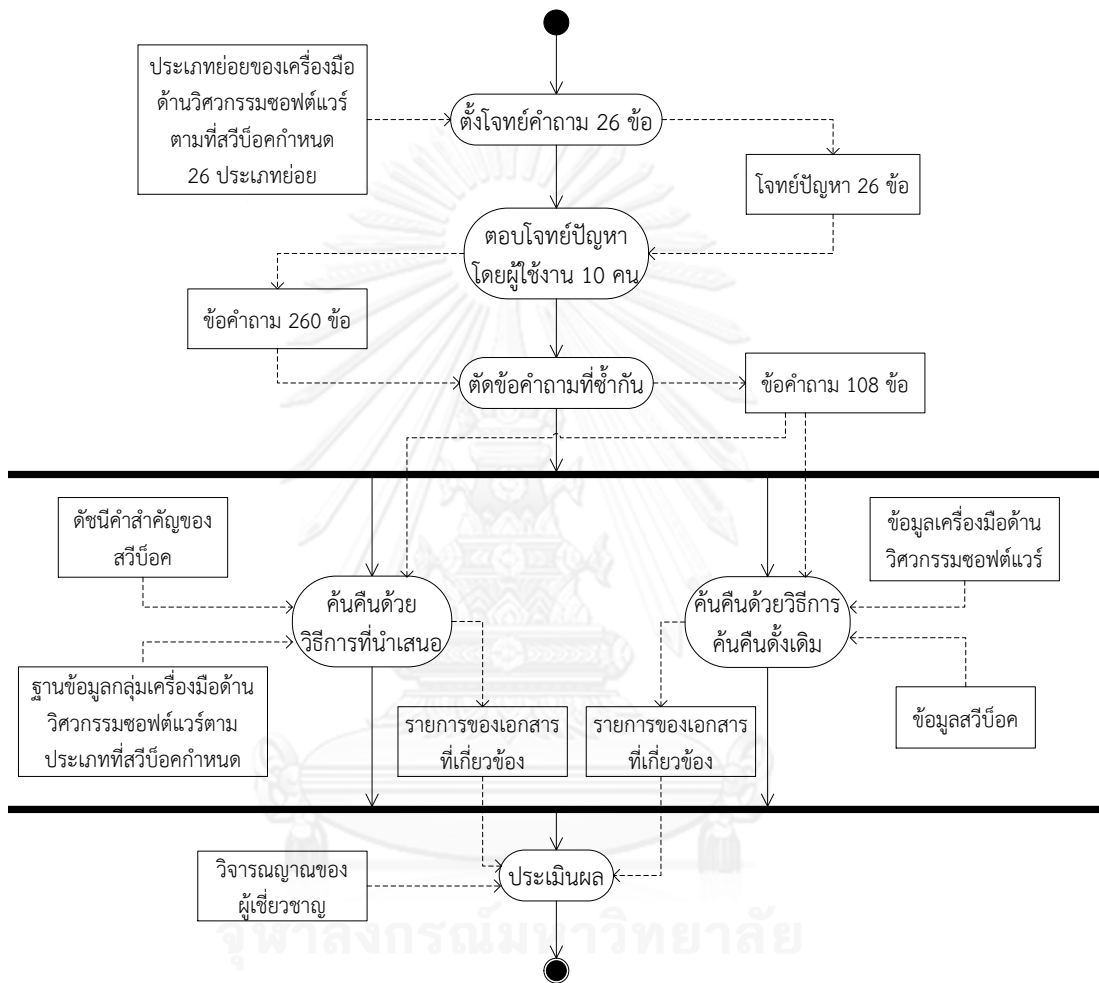 ประเภทย่อยของเครื่องมือ
ด้านวิศวกรรมซอฟต์แวร์
ตามที่สวีบ็อคกำหนด
26 ประเภทย่อย
ตั้งโจทย์คำถาม 26 ข้อ
โจทย์ปัญหา 26 ข้อ
ตอบโจทย์ปัญหา
โดยผู้ใช้งาน 10 คน
ข้อคำถาม 260 ข้อ
ตัดข้อคำถามที่ซ้ำกัน
ข้อคำถาม 108 ข้อ
ดัชนีคำสำคัญของ
สวีบ็อค
ข้อมูลเครื่องมือด้าน
วิศวกรรมซอฟต์แวร์
ค้นคืนด้วย
วิธีการที่นำเสนอ
ค้นคืนด้วยวิธีการ
ค้นคืนดั้งเดิม
ฐานข้อมูลกลุ่มเครื่องมือด้าน
วิศวกรรมซอฟต์แวร์ตาม
ประเภทที่สวีบ็อคกำหนด
รายการของเอกสาร
ที่เกี่ยวข้อง
รายการของเอกสาร
ที่เกี่ยวข้อง
ข้อมูลสวีบ็อค
วิจารณญาณของ
ผู้เชี่ยวชาญ
ประเมินผล
จุฬาลงกรณ์มหาวิทยาลัย